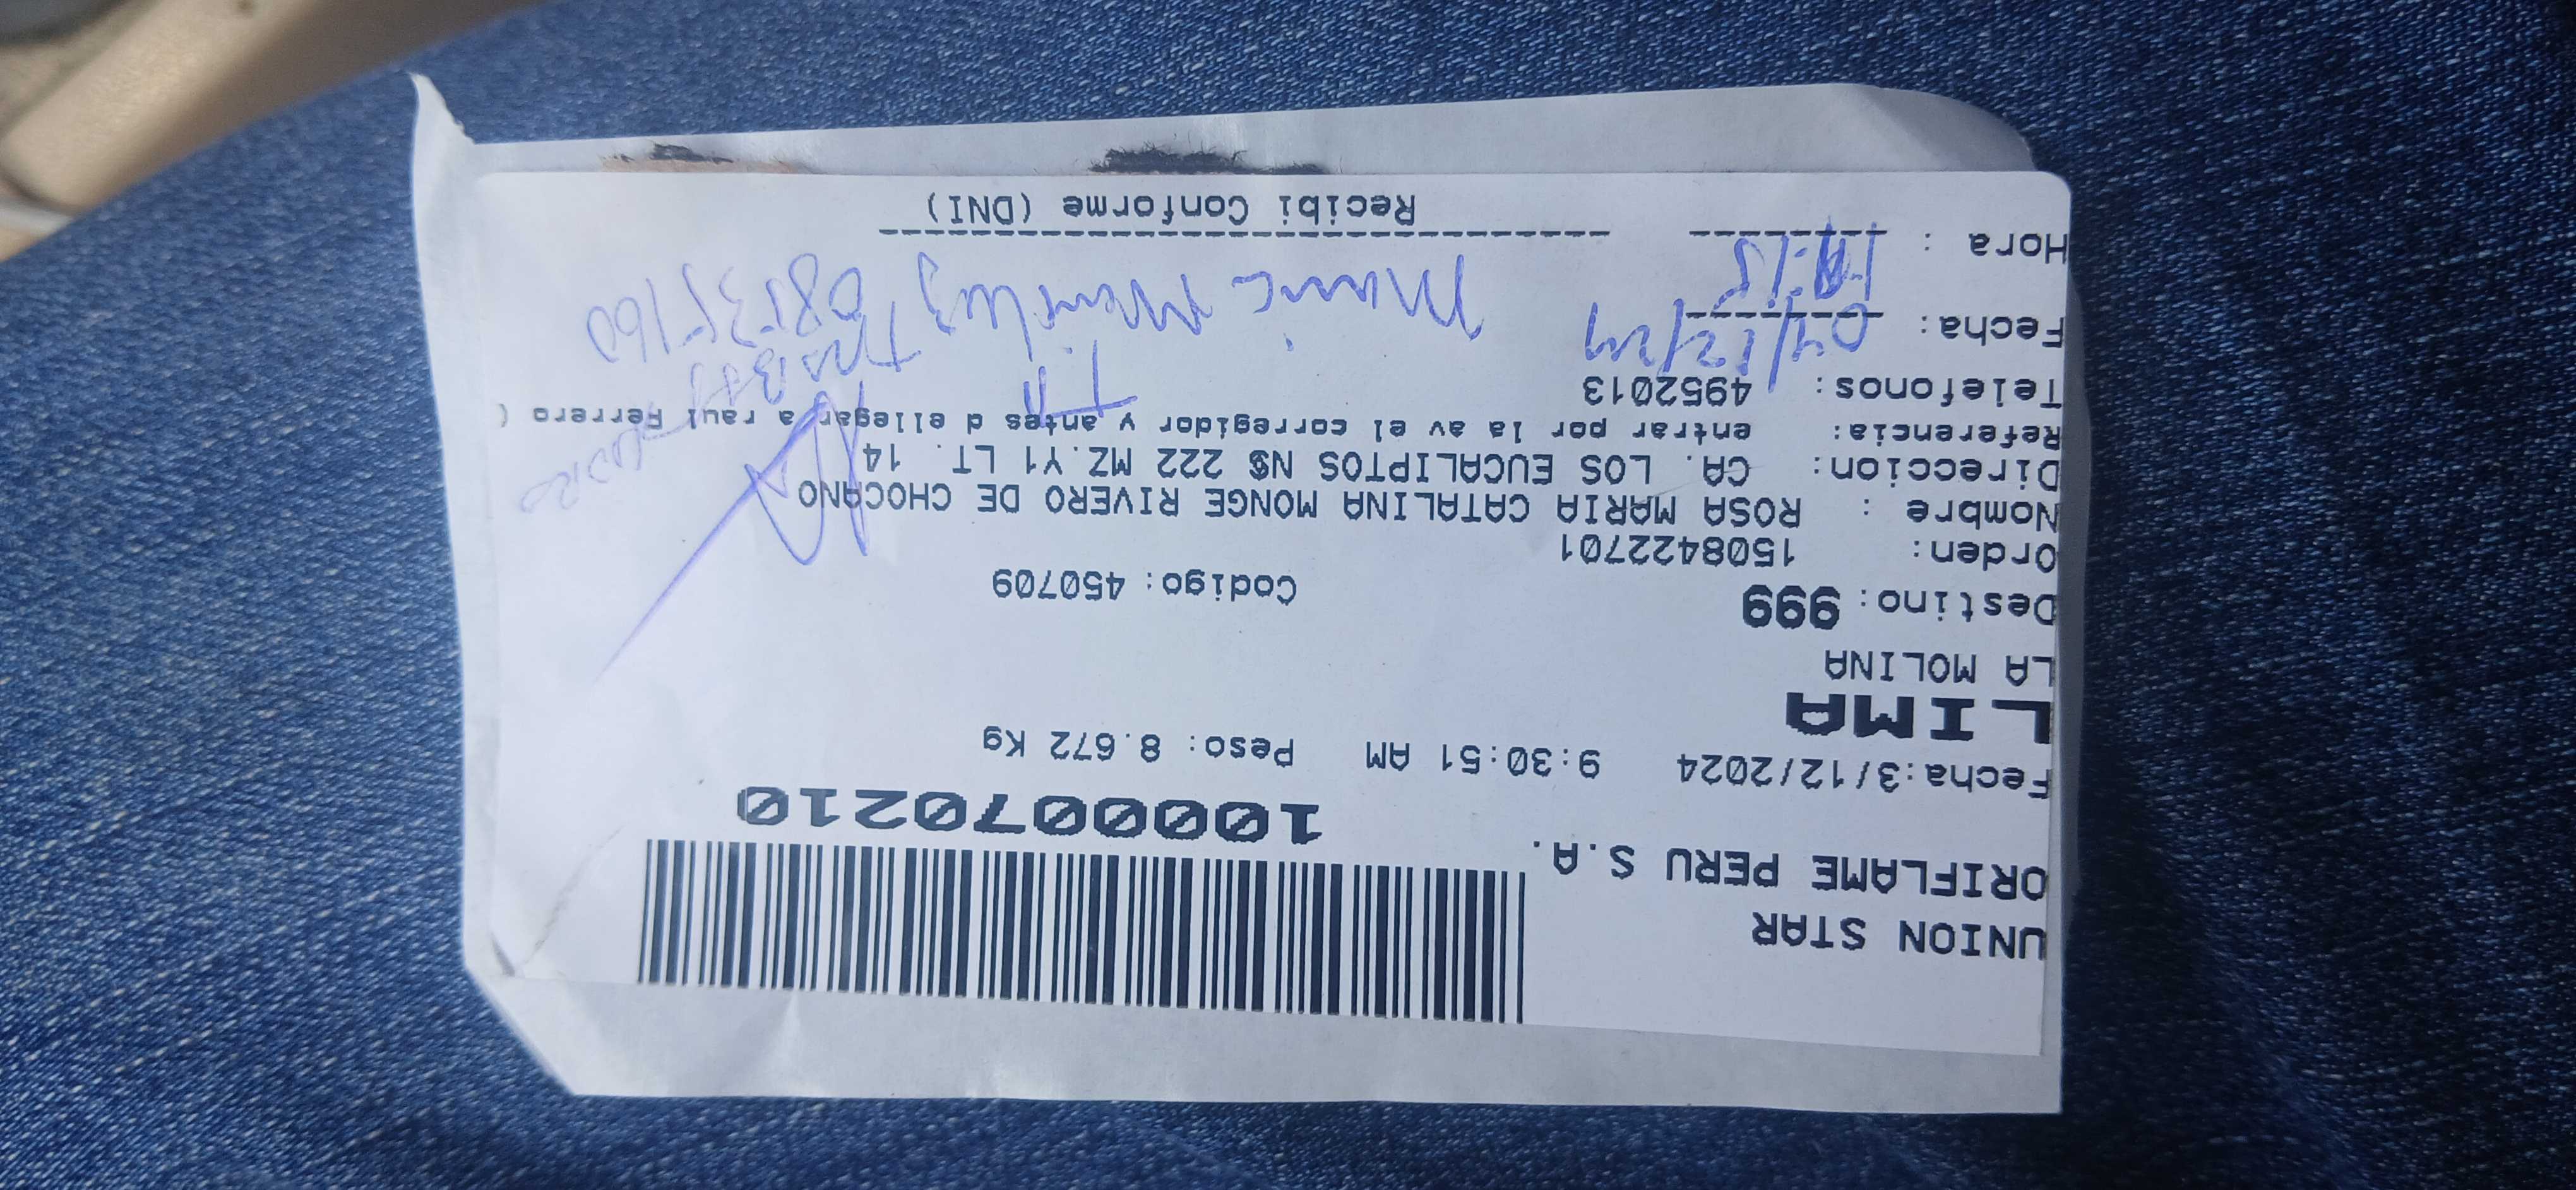 UNION STAR
ORIFLAME PERU S.A.
1000070210
Fecha:3/12/2024 9:30:51 AM Peso: 8.672 Kg
LIMA
LA MOLINA
Destino: 999 Codigo: 450709
Orden: 1508422701
Nombre : ROSA MARIA CATALINA MONGE RIVERO DE CHOCANO
Direccion: CA. LOS EUCALIPTOS N$ 222 MZ.Y1 LT. 14
Referencia: entrar por la av el corregidor y antes d ellegar a raul Ferrero (
Telefonos: 4952013
Fecha: 04/12/24
Hora :
Recibi Conforme (DNI)